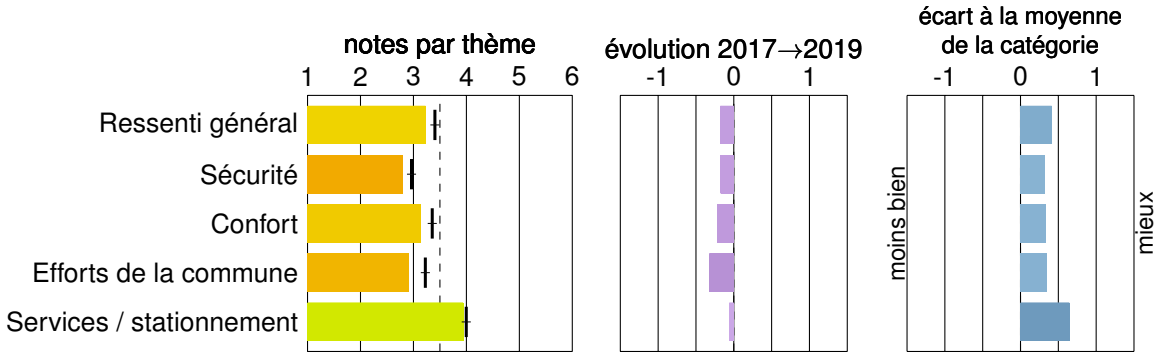 notes par thème
1 2 3 4 5 6
Ressenti général
Sécurité
Confort
Efforts de la commune
Services / stationnement
évolution 2017→2019
-1 0 1
écart à la moyenne
de la catégorie
-1 0 1
moins bien
mieux